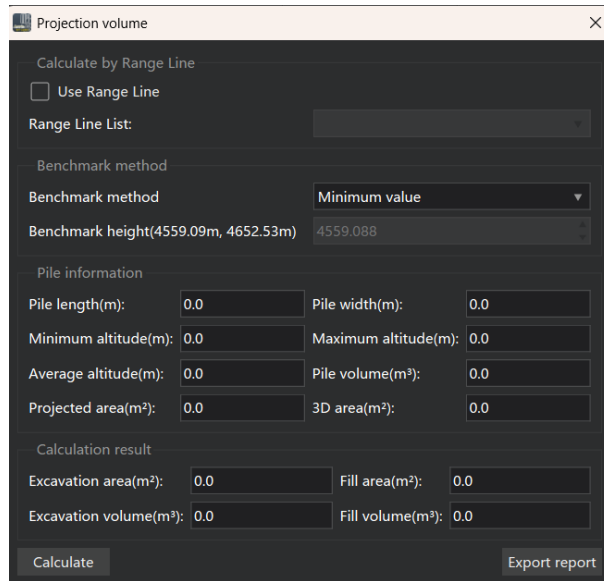 Projection volume
Calculate by Range Line
Use Range Line
Range Line List:
Benchmark method
Benchmark method Minimum value
Benchmark height(4559.09m, 4652.53m) 4559.088
Pile information
Pile length(m): 0.0 Pile width(m): 0.0
Minimum altitude(m): 0.0 Maximum altitude(m): 0.0
Average altitude(m): 0.0 Pile volume(m³): 0.0
Projected area(m²): 0.0 3D area(m²): 0.0
Calculation result
Excavation area(m²): 0.0 Fill area(m²): 0.0
Excavation volume(m³): 0.0 Fill volume(m³): 0.0
Calculate Export report